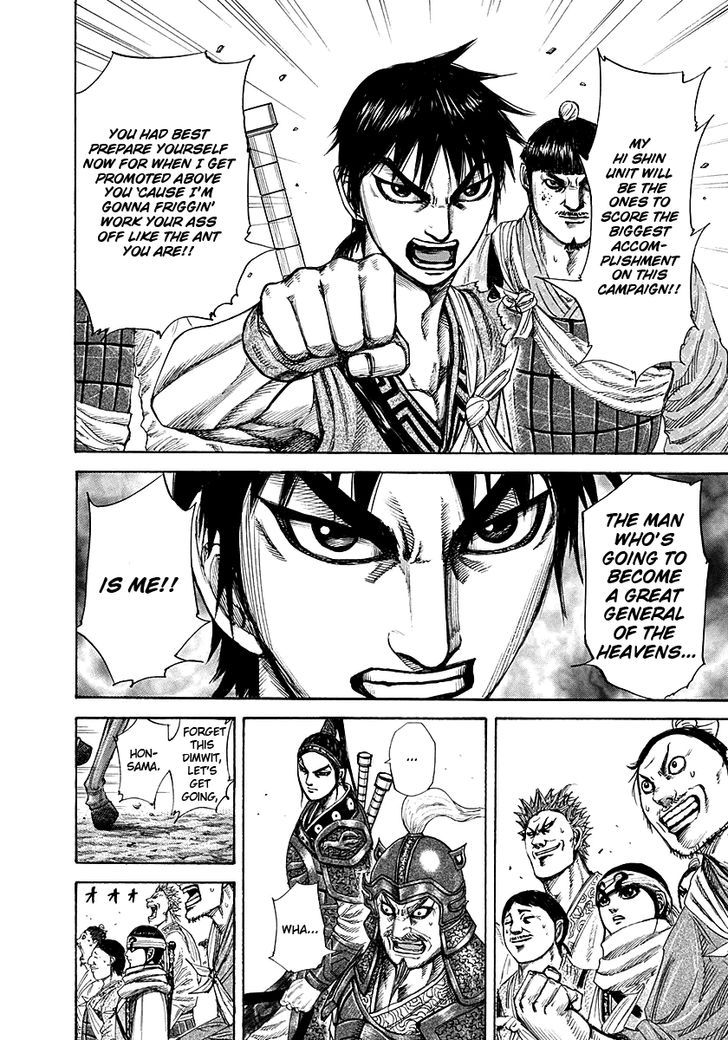 MY
HI SHIN
UNIT WILL
BE THE
ONES TO
SCORE THE
BIGGEST
ACCOM-
PLISHMENT
ON THIS
CAMPAIGN!!
YOU HAD BEST
PREPARE YOURSELF
NOW FOR WHEN I GET
PROMOTED ABOVE
YOU 'CAUSE I'M
GONNA FRIGGIN'
WORK YOUR ASS
OFF LIKE THE ANT
YOU ARE!!
THE MAN
WHO'S
GOING TO
BECOME
A GREAT
GENERAL
OF THE
HEAVENS...
IS ME!!
...
WHA...
FORGET
THIS
DIMWIT,
LET'S
GET
GOING,
HON-
SAMA.
オオオ